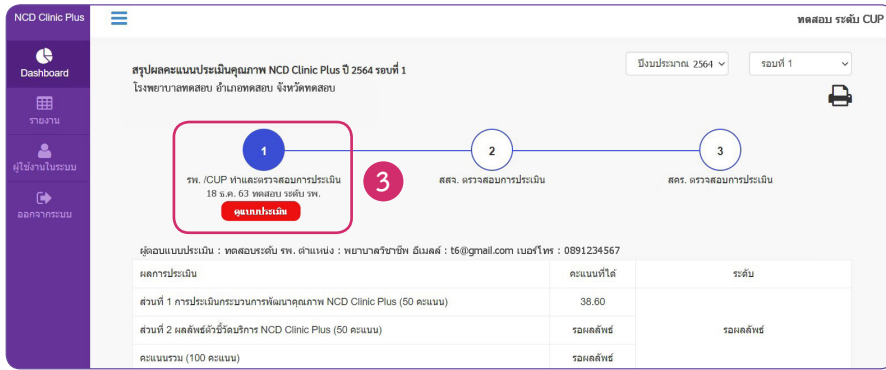 NCD Clinic Plus
ทดสอบ ระดับ CUP
Dashboard
รายงาน
ผู้ใช้งานในระบบ
ออกจากระบบ
สรุปผลคะแนนประเมินคุณภาพ NCD Clinic Plus ปี 2564 รอบที่ 1
โรงพยาบาลทดสอบ อำเภอทดสอบ จังหวัดทดสอบ
ปีงบประมาณ 2564
รอบที่ 1
1
2
3
รพ. /CUP ทำและตรวจสอบการประเมิน
สสจ. ตรวจสอบการประเมิน
สคร. ตรวจสอบการประเมิน
18 ธ.ค. 63 ทดสอบ ระดับ รพ.
ดูแบบประเมิน
3
ผู้ตอบแบบประเมิน : ทดสอบระดับ รพ. ตำแหน่ง : พยาบาลวิชาชีพ อีเมลล์ : t6@gmail.com เบอร์โทร : 0891234567
ผลการประเมิน
คะแนนที่ได้
ระดับ
ส่วนที่ 1 การประเมินกระบวนการพัฒนาคุณภาพ NCD Clinic Plus (50 คะแนน)
38.60
ส่วนที่ 2 ผลลัพธ์ตัวชี้วัดบริการ NCD Clinic Plus (50 คะแนน)
รอผลลัพธ์
รอผลลัพธ์
คะแนนรวม (100 คะแนน)
รอผลลัพธ์